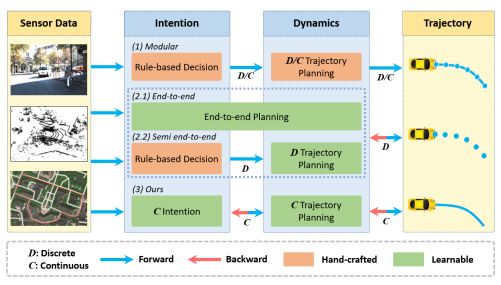 Sensor Data
Intention
Dynamics
Trajectory
(1) Modular
Rule-based Decision
D/C
D/C Trajectory
Planning
D/C
(2.1) End-to-end
End-to-end Planning
(2.2) Semi end-to-end
Rule-based Decision
D
D Trajectory
Planning
D
(3) Ours
C Intention
C
C Trajectory
Planning
C
D: Discrete
C: Continuous
Forward
Backward
Hand-crafted
Learnable